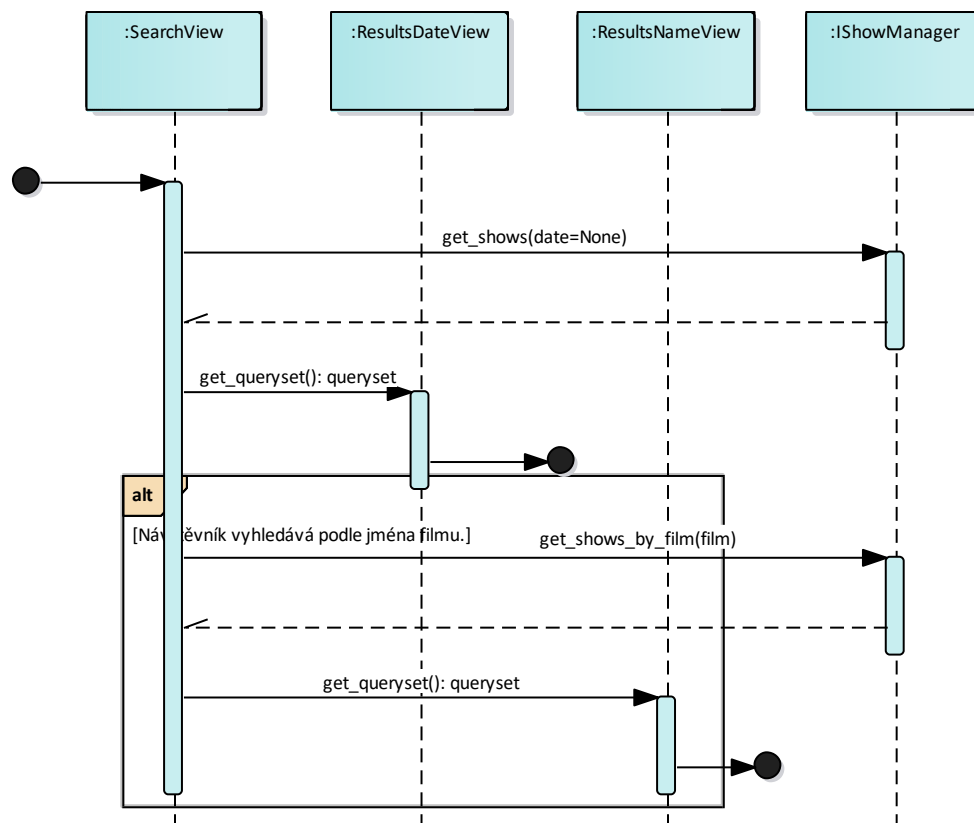 :SearchView
:ResultsDateView
:ResultsNameView
:IShowManager
get_shows(date=None)
get_queryset(): queryset
alt
[Návštěvník vyhledává podle jména filmu.]
get_shows_by_film(film)
get_queryset(): queryset